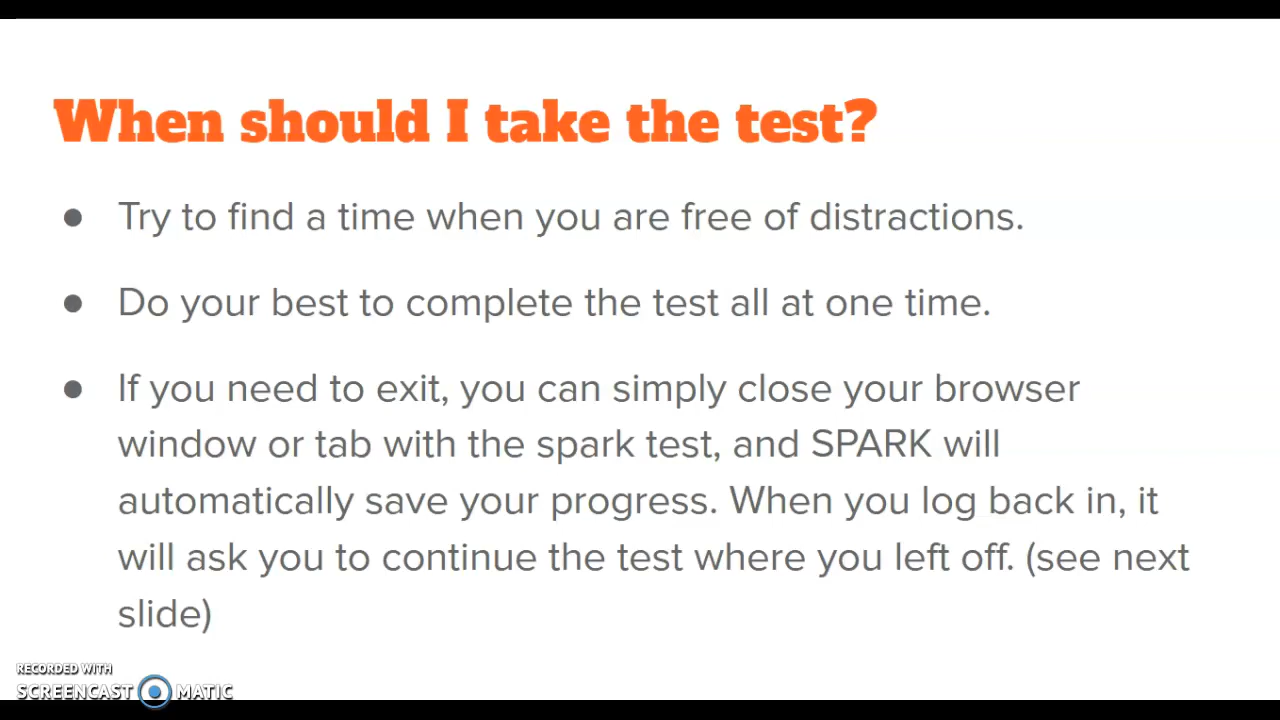 When should I take the test?
● Try to find a time when you are free of distractions.
● Do your best to complete the test all at one time.
● If you need to exit, you can simply close your browser
window or tab with the spark test, and SPARK will
automatically save your progress. When you log back in, it
will ask you to continue the test where you left off. (see next
slide)
RECORDED WITH
SCREENCAST MATIC